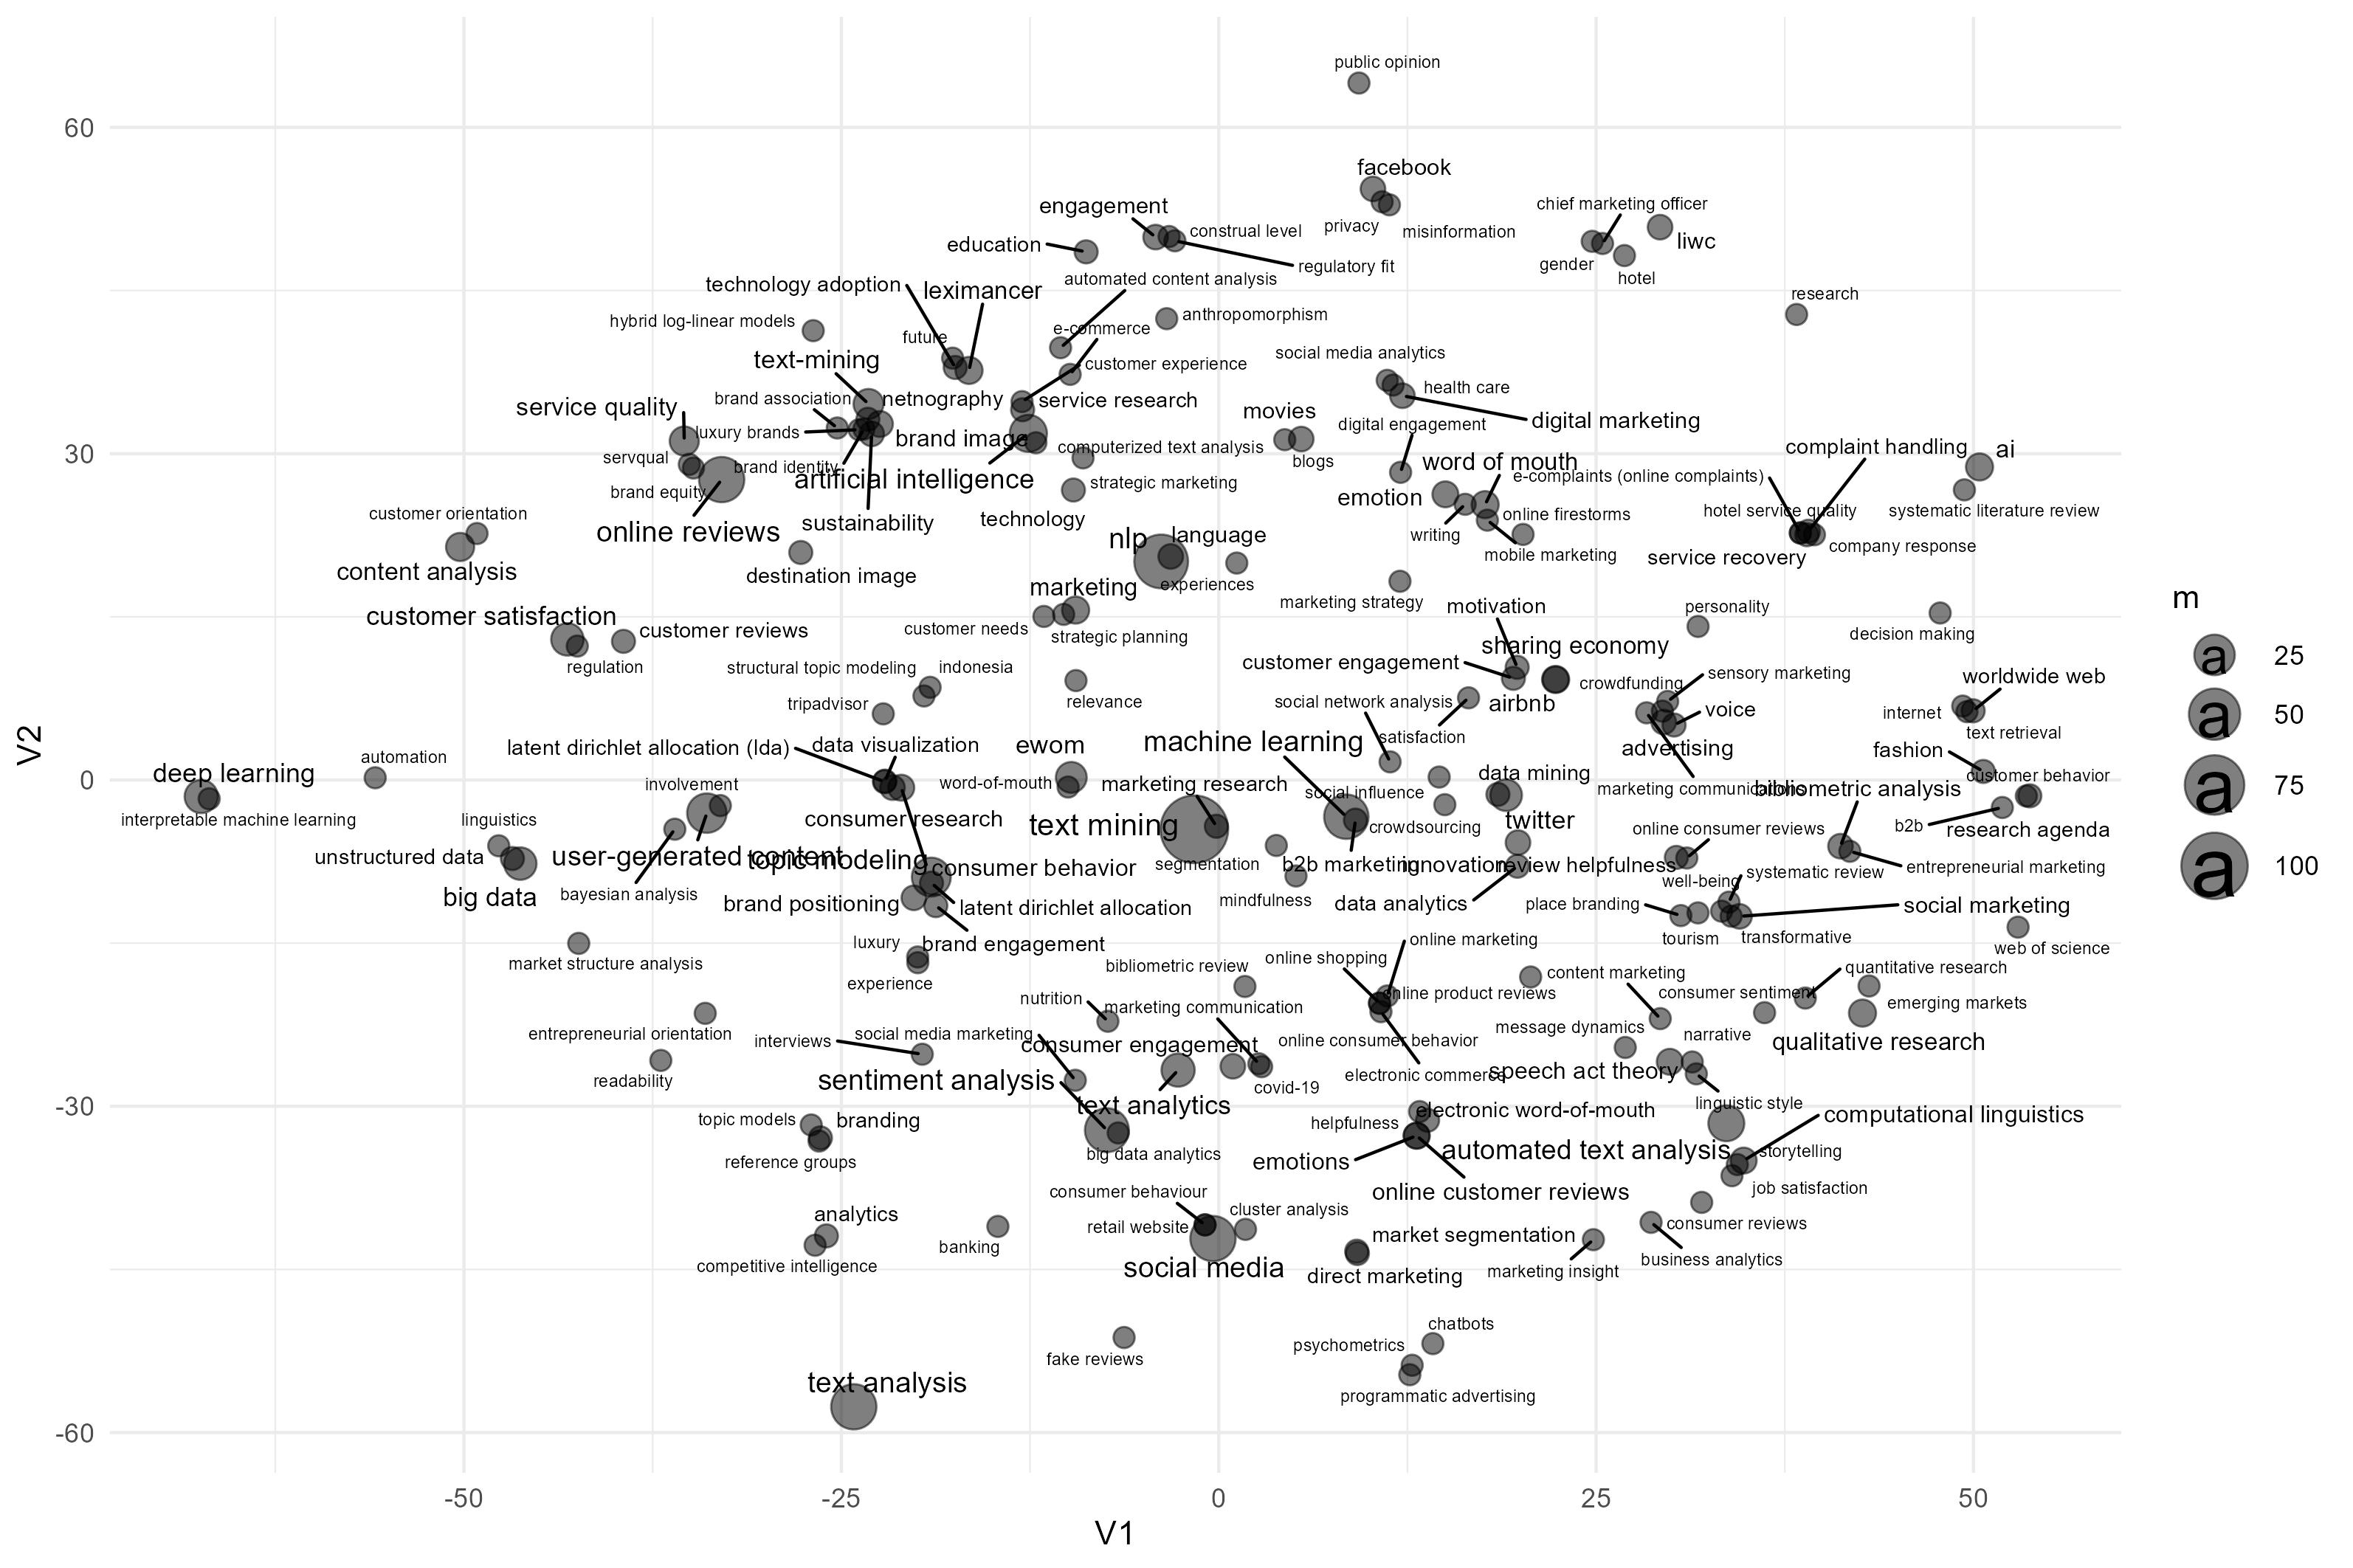 public opinion
60
facebook
chief marketing officer
engagement
privacy
misinformation
construal level
liwc
education
gender
regulatory fit
hotel
automated content analysis
technology adoption
leximancer
research
anthropomorphism
hybrid log-linear models
e-commerce
future
social media analytics
text-mining
customer experience
health care
brand association
netnography
service research
service quality
movies
digital marketing
digital engagement
luxury brands
brand image
computerized text analysis
complaint handling
ai
30
servqual
blogs
word of mouth
brand identity
e-complaints (online complaints)
artificial intelligence
strategic marketing
brand equity
emotion
customer orientation
hotel service quality
systematic literature review
online firestorms
technology
sustainability
online reviews
nlp
language
writing
company response
mobile marketing
service recovery
content analysis
destination image
experiences
marketing
marketing strategy
motivation
personality
customer satisfaction
customer reviews
customer needs
strategic planning
decision making
sharing economy
regulation
structural topic modeling
indonesia
customer engagement
sensory marketing
worldwide web
crowdfunding
tripadvisor
relevance
social network analysis
airbnb
voice
internet
text retrieval
satisfaction
latent dirichlet allocation (lda)
data visualization
ewom
machine learning
advertising
fashion
automation
deep learning
0
involvement
word-of-mouth
marketing research
data mining
customer behavior
social influence
marketing communications
bibliometric analysis
interpretable machine learning
linguistics
consumer research
text mining
crowdsourcing
twitter
online consumer reviews
b2b
research agenda
unstructured data
user-generated content
topic modeling
consumer behavior
segmentation
b2b marketing
innovation
review helpfulness
entrepreneurial marketing
systematic review
well-being
big data
bayesian analysis
mindfulness
brand positioning
latent dirichlet allocation
data analytics
place branding
social marketing
luxury
brand engagement
online marketing
tourism
transformative
web of science
market structure analysis
online shopping
bibliometric review
content marketing
quantitative research
experience
nutrition
online product reviews
consumer sentiment
marketing communication
emerging markets
entrepreneurial orientation
interviews
social media marketing
consumer engagement
online consumer behavior
message dynamics
narrative
qualitative research
readability
sentiment analysis
covid-19
electronic commerce
speech act theory
-30
text analytics
electronic word-of-mouth
linguistic style
computational linguistics
topic models
branding
helpfulness
big data analytics
automated text analysis
storytelling
reference groups
emotions
consumer behaviour
online customer reviews
job satisfaction
analytics
retail website
cluster analysis
market segmentation
consumer reviews
banking
competitive intelligence
social media
direct marketing
marketing insight
business analytics
chatbots
psychometrics
fake reviews
text analysis
programmatic advertising
-60
-50
-25
0
25
50
V1
V2
m
a 25
a 50
a 75
a 100